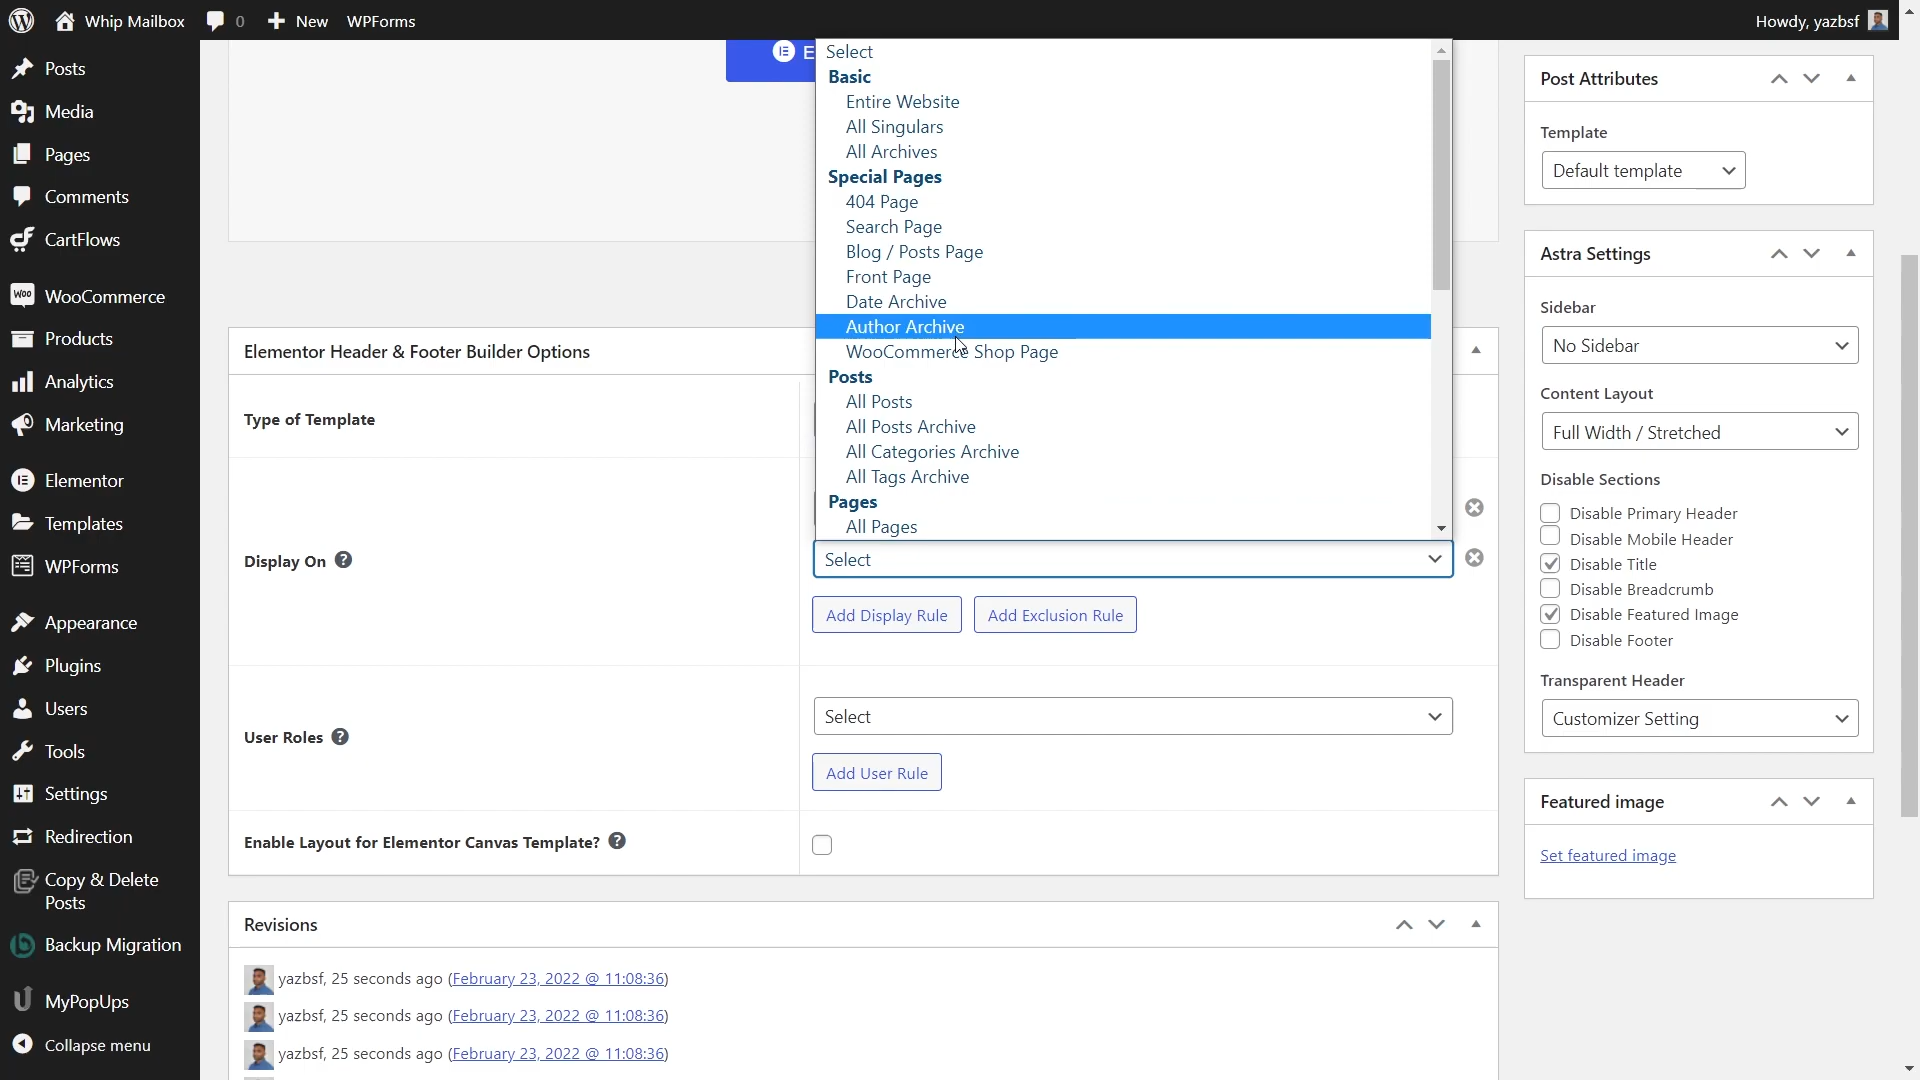 Whip Mailbox 0 New WPForms Howdy, yazbsf
Posts
Media
Pages
Comments
CartFlows
WooCommerce
Products
Analytics
Marketing
Elementor
Templates
WPForms
Appearance
Plugins
Users
Tools
Settings
Redirection
Copy & Delete
Posts
Backup Migration
MyPopUps
Collapse menu
Select
Basic
Entire Website
All Singulars
All Archives
Special Pages
404 Page
Search Page
Blog / Posts Page
Front Page
Date Archive
Author Archive
WooCommerce Shop Page
Posts
All Posts
All Posts Archive
All Categories Archive
All Tags Archive
Pages
All Pages
Elementor Header & Footer Builder Options
Type of Template
Display On
Select
Add Display Rule Add Exclusion Rule
User Roles
Select
Add User Rule
Enable Layout for Elementor Canvas Template?
Revisions
yazbsf, 25 seconds ago (February 23, 2022 @ 11:08:36)
yazbsf, 25 seconds ago (February 23, 2022 @ 11:08:36)
yazbsf, 25 seconds ago (February 23, 2022 @ 11:08:36)
Post Attributes
Template
Default template
Astra Settings
Sidebar
No Sidebar
Content Layout
Full Width / Stretched
Disable Sections
Disable Primary Header
Disable Mobile Header
Disable Title
Disable Breadcrumb
Disable Featured Image
Disable Footer
Transparent Header
Customizer Setting
Featured image
Set featured image